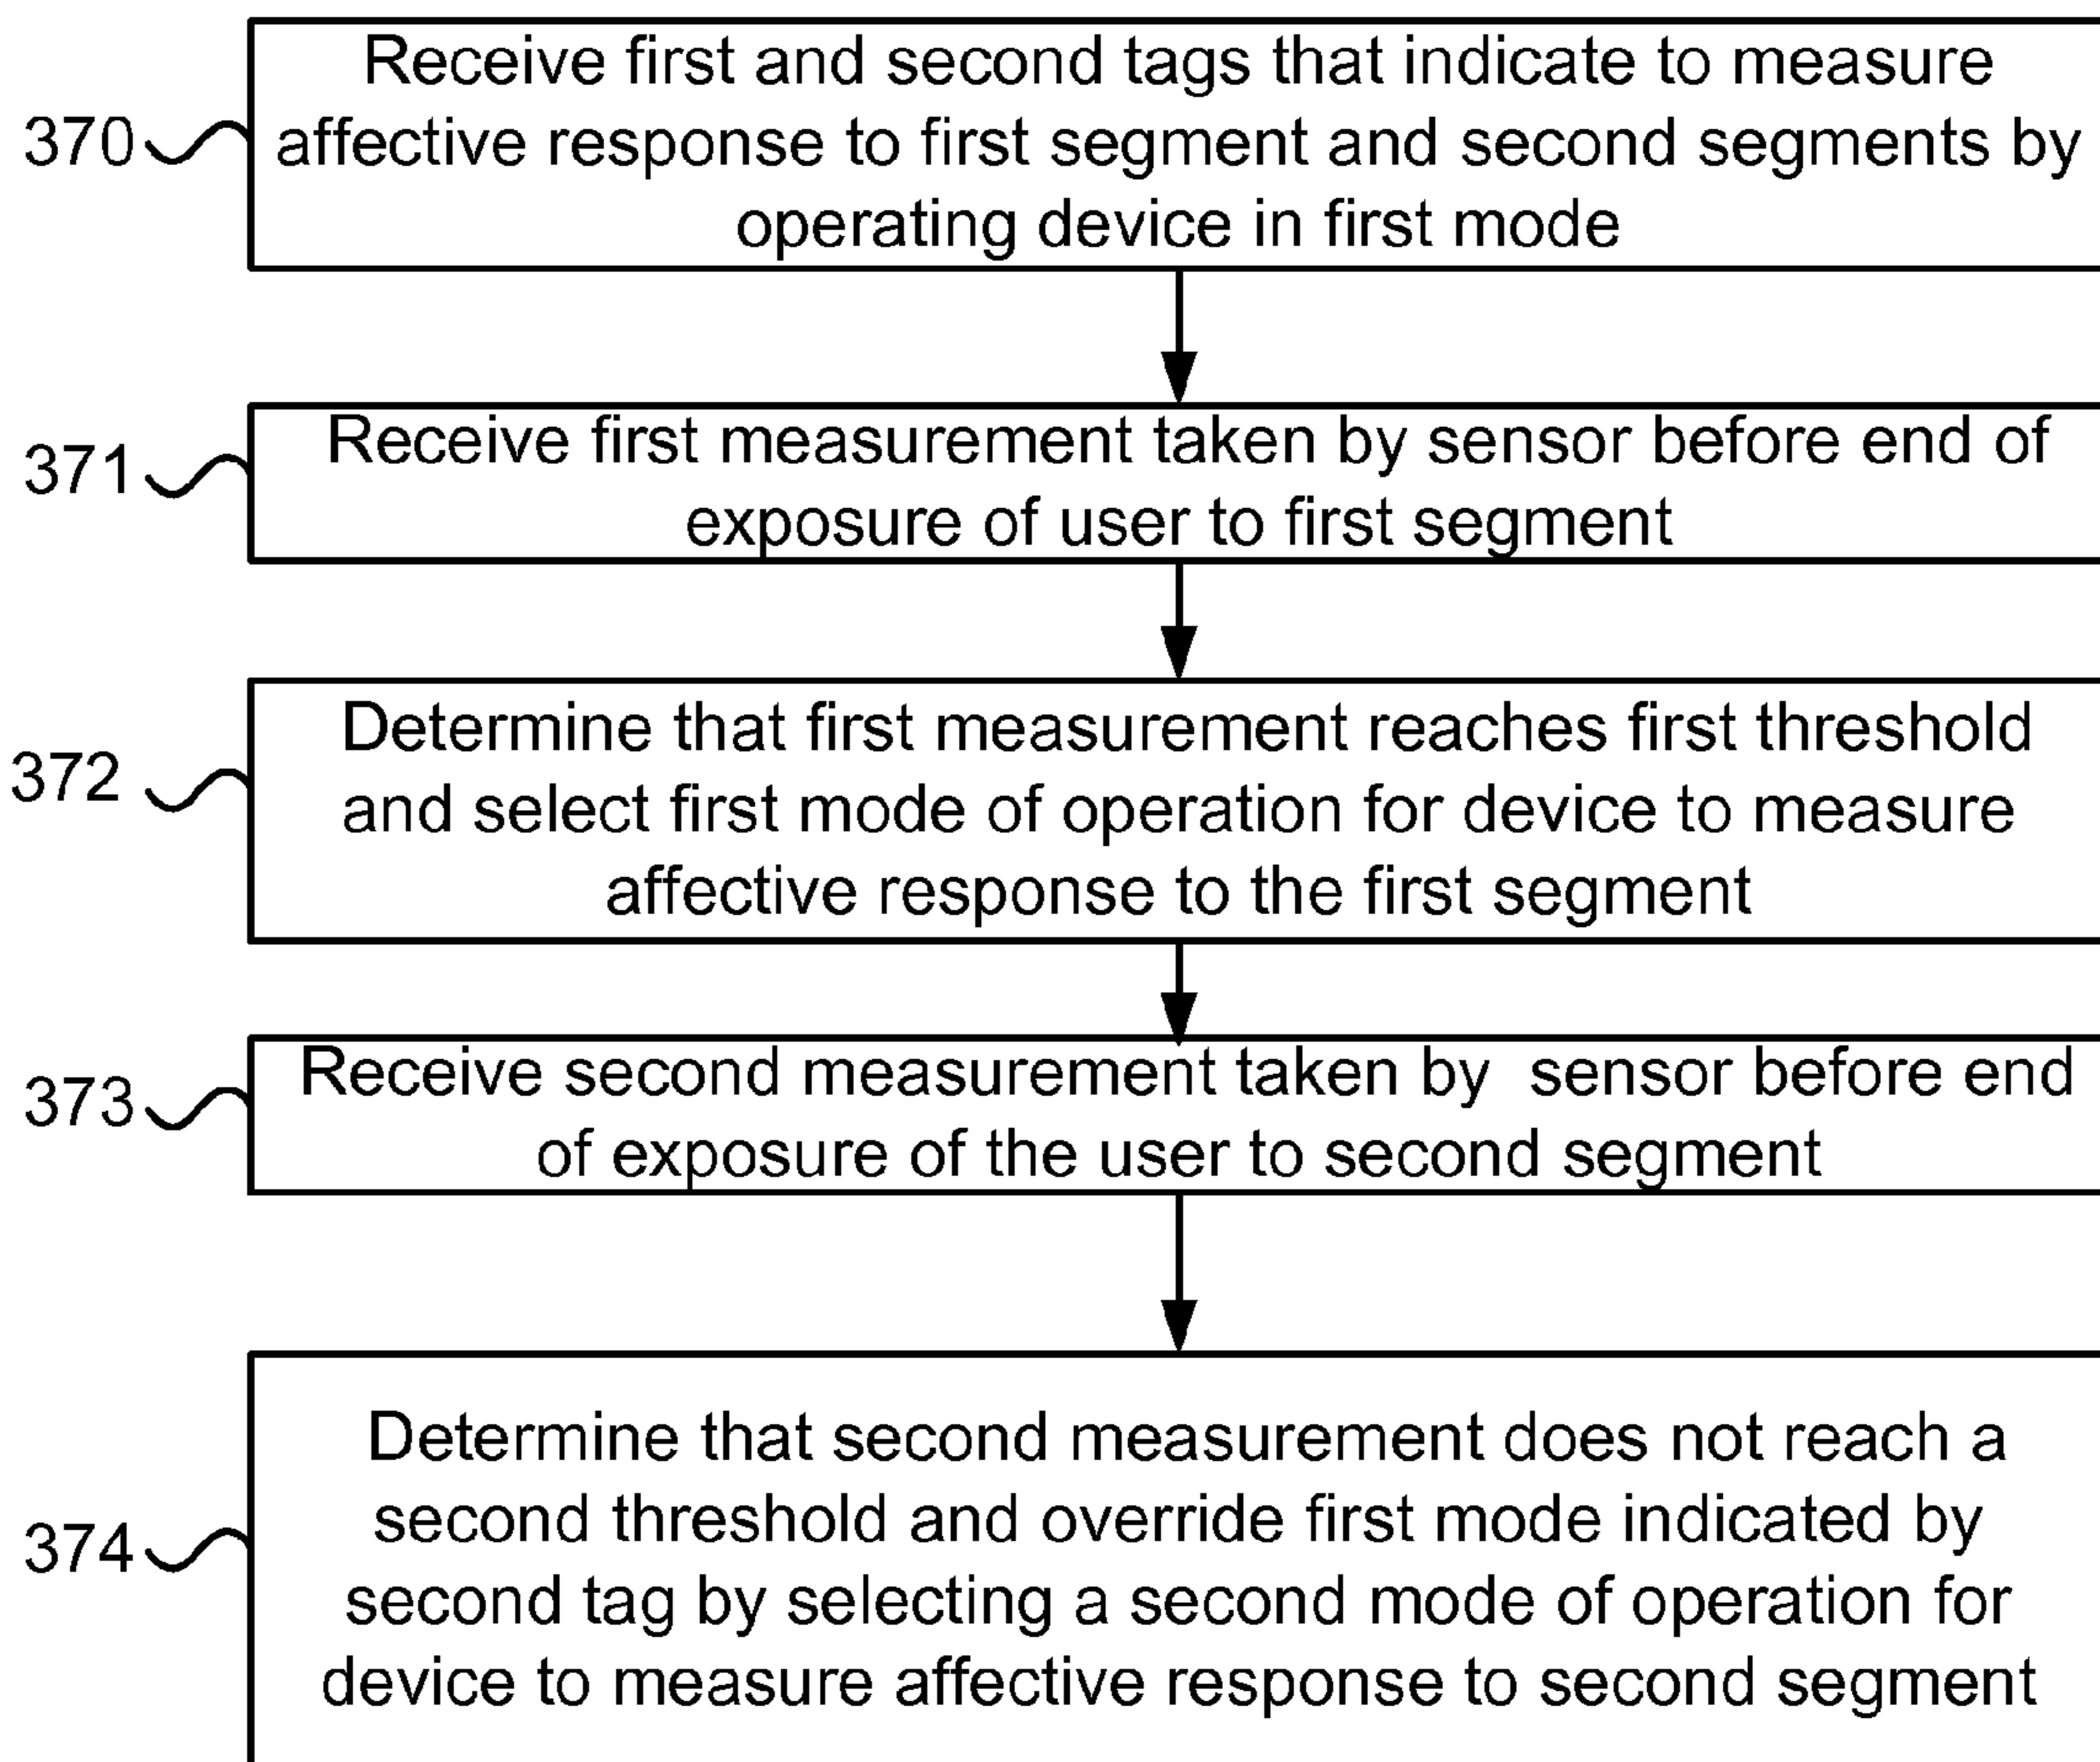 Receive first and second tags that indicate to measure
370 affective response to first segment and second segments by
operating device in first mode
Receive first measurement taken by sensor before end of
371
exposure of user to first segment
Determine that first measurement reaches first threshold
372 and select first mode of operation for device to measure
affective response to the first segment
Receive second measurement taken by  sensor before end
373
of exposure of the user to second segment
Determine that second measurement does not reach a
second threshold and override first mode indicated by
374
second tag by selecting a second mode of operation for
device to measure affective response to second segment